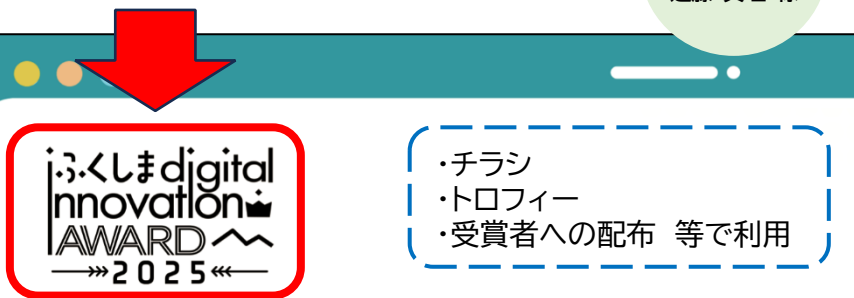 ふくしまdigital
innovation
AWARD
2025
・チラシ
・トロフィー
・受賞者への配布 等で利用